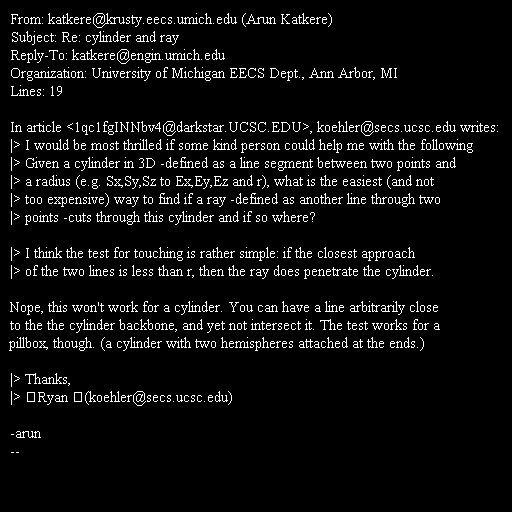 From: katkere@krusty.eecs.umich.edu (Arun Katkere)
Subject: Re: cylinder and ray
Reply-To: katkere@engin.umich.edu
Organization: University of Michigan EECS Dept., Ann Arbor, MI
Lines: 19

In article <1qc1fgINNbv4@darkstar.UCSC.EDU>, koehler@secs.ucsc.edu writes:
|> I would be most thrilled if some kind person could help me with the following
|> Given a cylinder in 3D -defined as a line segment between two points and
|> a radius (e.g. Sx,Sy,Sz to Ex,Ey,Ez and r), what is the easiest (and not
|> too expensive) way to find if a ray -defined as another line through two
|> points -cuts through this cylinder and if so where?

|> I think the test for touching is rather simple: if the closest approach
|> of the two lines is less than r, then the ray does penetrate the cylinder.

Nope, this won't work for a cylinder. You can have a line arbitrarily close
to the the cylinder backbone, and yet not intersect it. The test works for a
pillbox, though. (a cylinder with two hemispheres attached at the ends.)

|> Thanks,
|> Ryan (koehler@secs.ucsc.edu)

-arun
--